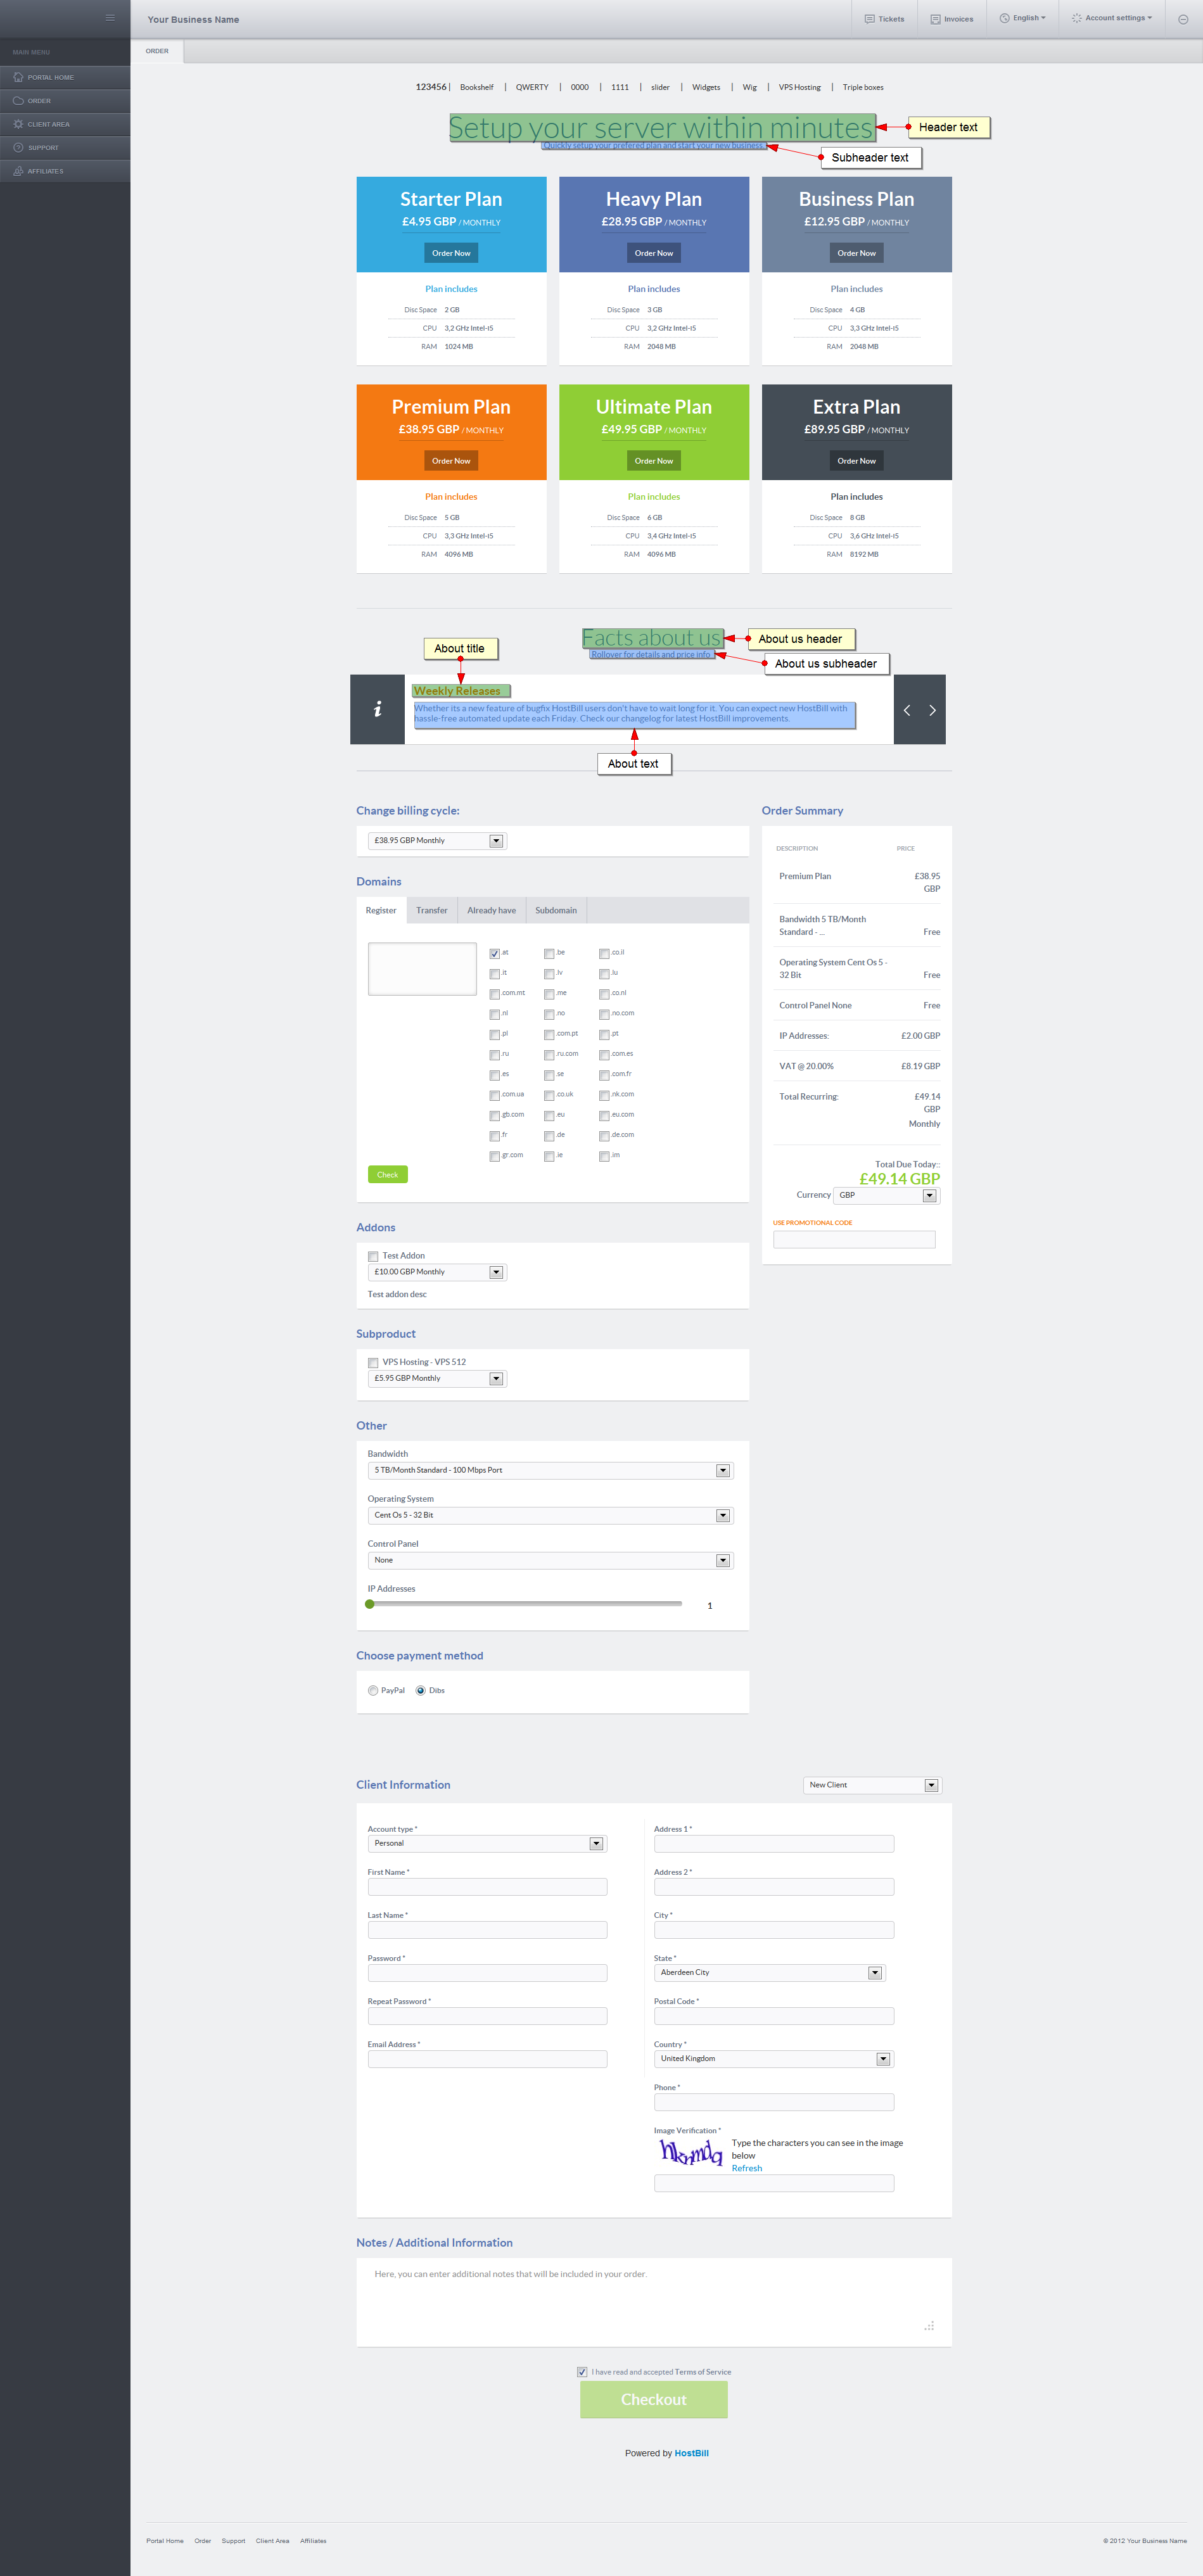 Your Business Name
Tickets
Invoices
English
Account settings
MAIN MENU
PORTAL HOME
ORDER
CLIENT AREA
SUPPORT
AFFILIATES
ORDER
123456 | Bookshelf | QWERTY | 0000 | 1111 | slider | Widgets | Wig | VPS Hosting | Triple boxes
Setup your server within minutes
Header text
Quickly setup your prefered plan and start your new business.
Subheader text
Starter Plan
£4.95 GBP / MONTHLY
Order Now
Plan includes
Disc Space 2 GB
CPU 3,2 GHz Intel-i5
RAM 1024 MB
Heavy Plan
£28.95 GBP / MONTHLY
Order Now
Plan includes
Disc Space 3 GB
CPU 3,2 GHz Intel-i5
RAM 2048 MB
Business Plan
£12.95 GBP / MONTHLY
Order Now
Plan includes
Disc Space 4 GB
CPU 3,3 GHz Intel-i5
RAM 2048 MB
Premium Plan
£38.95 GBP / MONTHLY
Order Now
Plan includes
Disc Space 5 GB
CPU 3,3 GHz Intel-i5
RAM 4096 MB
Ultimate Plan
£49.95 GBP / MONTHLY
Order Now
Plan includes
Disc Space 6 GB
CPU 3,4 GHz Intel-i5
RAM 4096 MB
Extra Plan
£89.95 GBP / MONTHLY
Order Now
Plan includes
Disc Space 8 GB
CPU 3,6 GHz Intel-i5
RAM 8192 MB
Facts about us
About us header
Rollover for details and price info
About us subheader
About title
i
Weekly Releases
Whether its a new feature of bugfix HostBill users don't have to wait long for it. You can expect new HostBill with
hassle-free automated update each Friday. Check our changelog for latest HostBill improvements.
About text
Change billing cycle:
£38.95 GBP Monthly
Domains
Register
Transfer
Already have
Subdomain
.at .be .co.il
.it .lv .lu
.com.mt .me .co.nl
.nl .no .no.com
.pl .com.pt .pt
.ru .ru.com .com.es
.es .se .com.fr
.com.ua .co.uk .nk.com
.gb.com .eu .eu.com
.fr .de .de.com
.gr.com .ie .im
Check
Addons
Test Addon
£10.00 GBP Monthly
Test addon desc
Subproduct
VPS Hosting - VPS 512
£5.95 GBP Monthly
Other
Bandwidth
5 TB/Month Standard - 100 Mbps Port
Operating System
Cent Os 5 - 32 Bit
Control Panel
None
IP Addresses
1
Choose payment method
PayPal
Dibs
Order Summary
DESCRIPTION PRICE
Premium Plan £38.95
GBP
Bandwidth 5 TB/Month
Standard - ... Free
Operating System Cent Os 5 -
32 Bit Free
Control Panel None Free
IP Addresses: £2.00 GBP
VAT @ 20.00% £8.19 GBP
Total Recurring: £49.14
GBP
Monthly
Total Due Today::
£49.14 GBP
Currency GBP
USE PROMOTIONAL CODE
Client Information
New Client
Account type *
Personal
First Name *
Last Name *
Password *
Repeat Password *
Email Address *
Address 1 *
Address 2 *
City *
State *
Aberdeen City
Postal Code *
Country *
United Kingdom
Phone *
Image Verification *
hknmdq
Type the characters you can see in the image
below
Refresh
Notes / Additional Information
Here, you can enter additional notes that will be included in your order.
I have read and accepted Terms of Service
Checkout
Powered by HostBill
Portal Home Order Support Client Area Affiliates
© 2012 Your Business Name